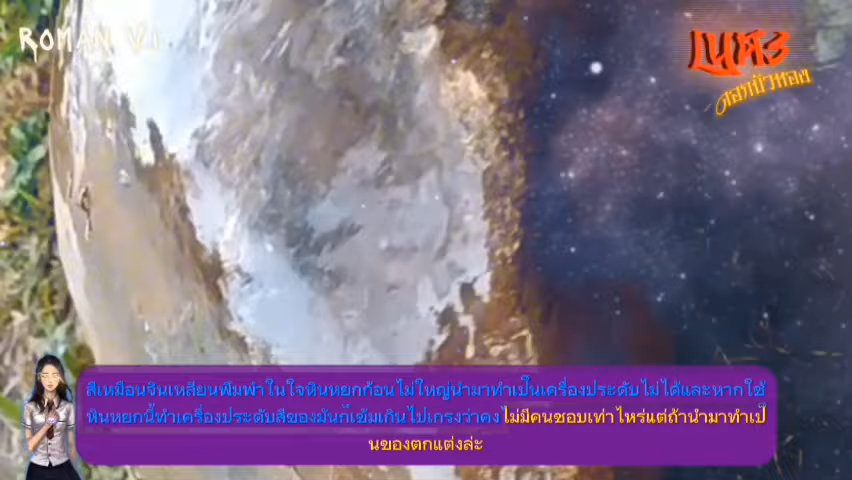 ROMAN VI
เนตร
ดอกบัวทอง
สีเหมือนจินเหลียนพึมพำในใจหินหยกก้อนไม่ใหญ่นำมาทำเป็นเครื่องประดับไม่ได้และหากใช้
หินหยกนี้ทำเครื่องประดับสีของมันก็เข้มเกินไปเกรงว่าคงไม่มีคนชอบเท่าไหร่แต่ถ้านำมาทำเป็
นของตกแต่งล่ะ